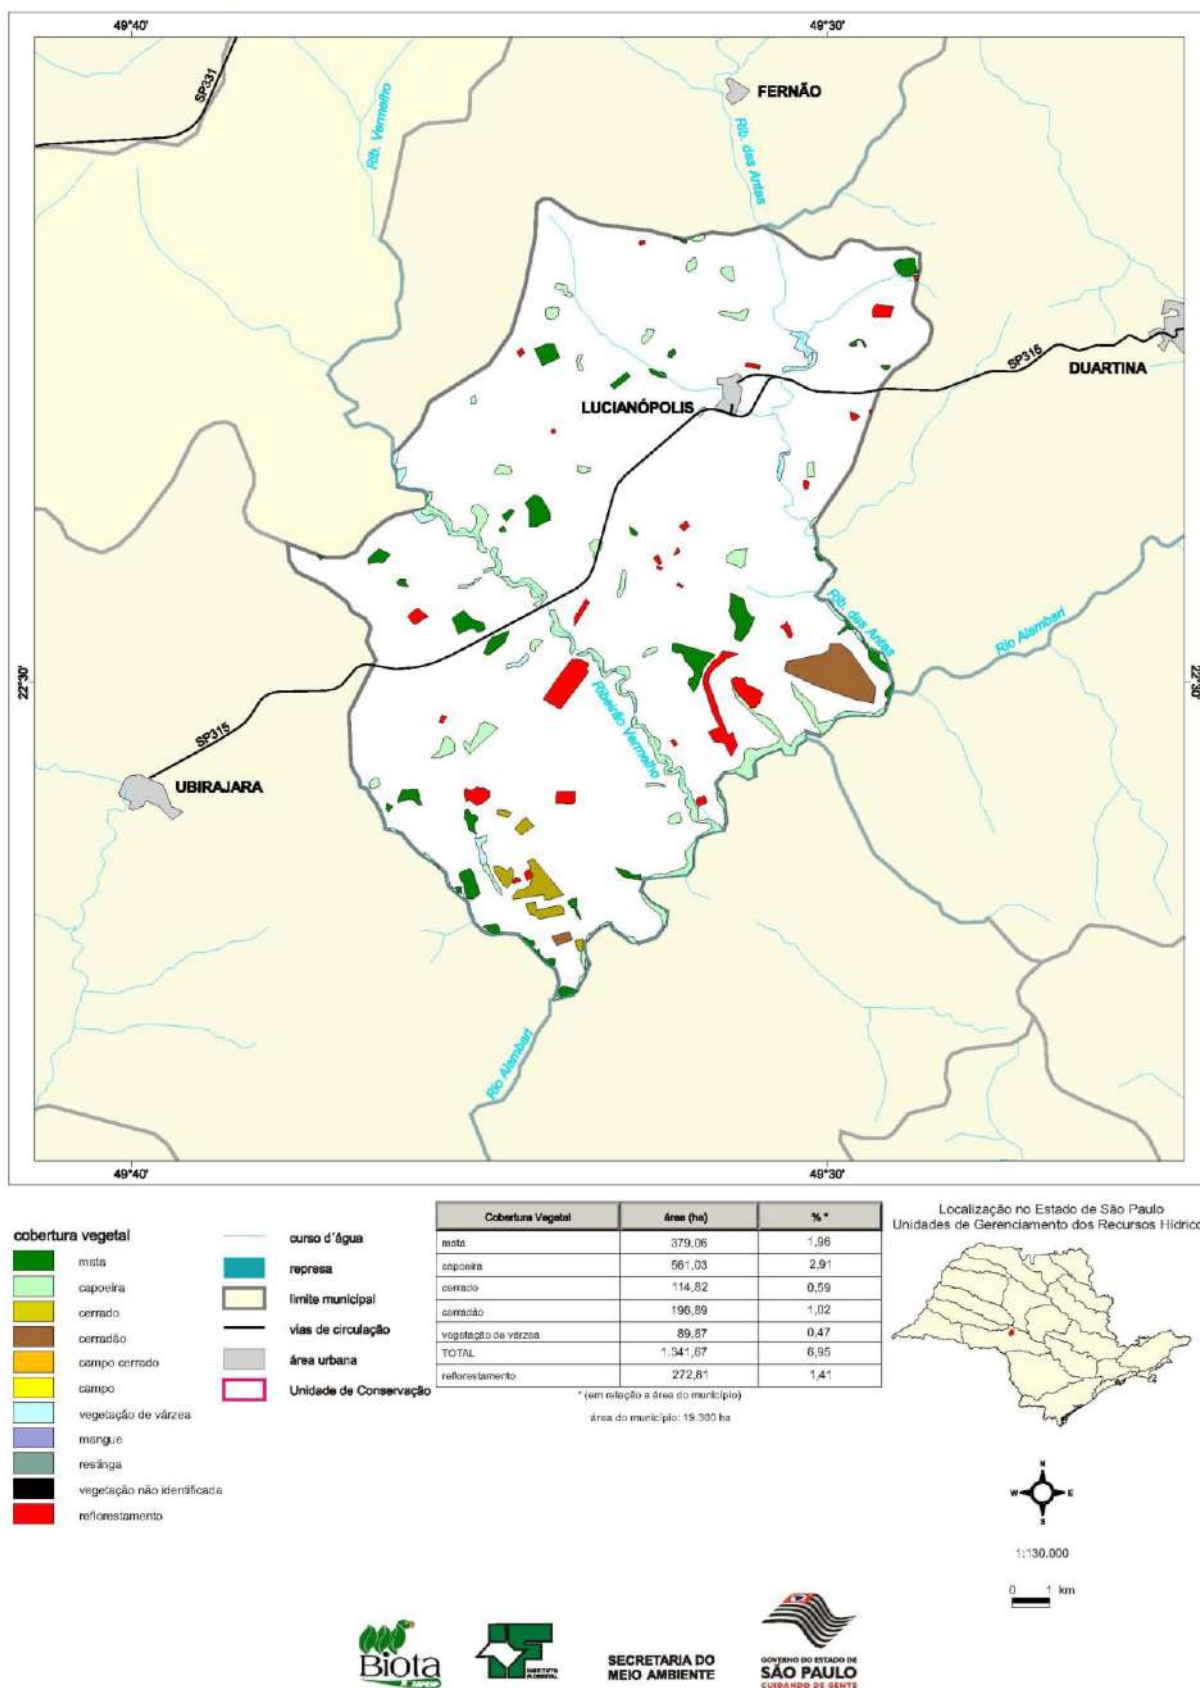 49°40'
49°30'
SP331
Rib. Vermelho
FERNÃO
Rib. das Antas
SP315
DUARTINA
LUCIANÓPOLIS
Rib. das Antas
Rio Alambari
22°30'
22°30'
Ribeirão Vermelho
SP315
UBIRAJARA
Rio Alambari
49°40'
49°30'
cobertura vegetal
mata
capoeira
cerrado
cerradão
campo cerrado
campo
vegetação de várzea
mangue
restinga
vegetação não identificada
reflorestamento
curso d´água
represa
limite municipal
vias de circulação
área urbana
Unidade de Conservação
Cobertura Vegetal área (ha) % *
mata 379,06 1,96
capoeira 561,03 2,91
cerrado 114,82 0,59
cerradão 196,89 1,02
vegetação de várzea 89,87 0,47
TOTAL 1.341,67 6,95
reflorestamento 272,81 1,41
* (em relação a área do município)
área do município: 19.300 ha
Localização no Estado de São Paulo
Unidades de Gerenciamento dos Recursos Hídrico
N
W E
S
1:130.000
0 1 km
Biota
FAPESP
INSTITUTO FLORESTAL
SECRETARIA DO
MEIO AMBIENTE
GOVERNO DO ESTADO DE
SÃO PAULO
CUIDANDO DE GENTE